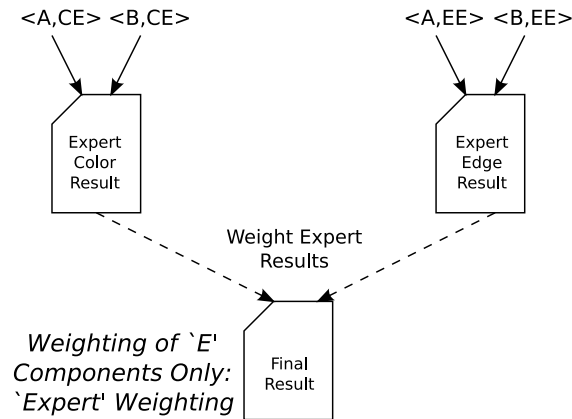 <A,CE> <B,CE> <A,EE> <B,EE>
Expert
Color
Result
Expert
Edge
Result
Weight Expert
Results
Weighting of `E'
Components Only:
`Expert' Weighting
Final
Result